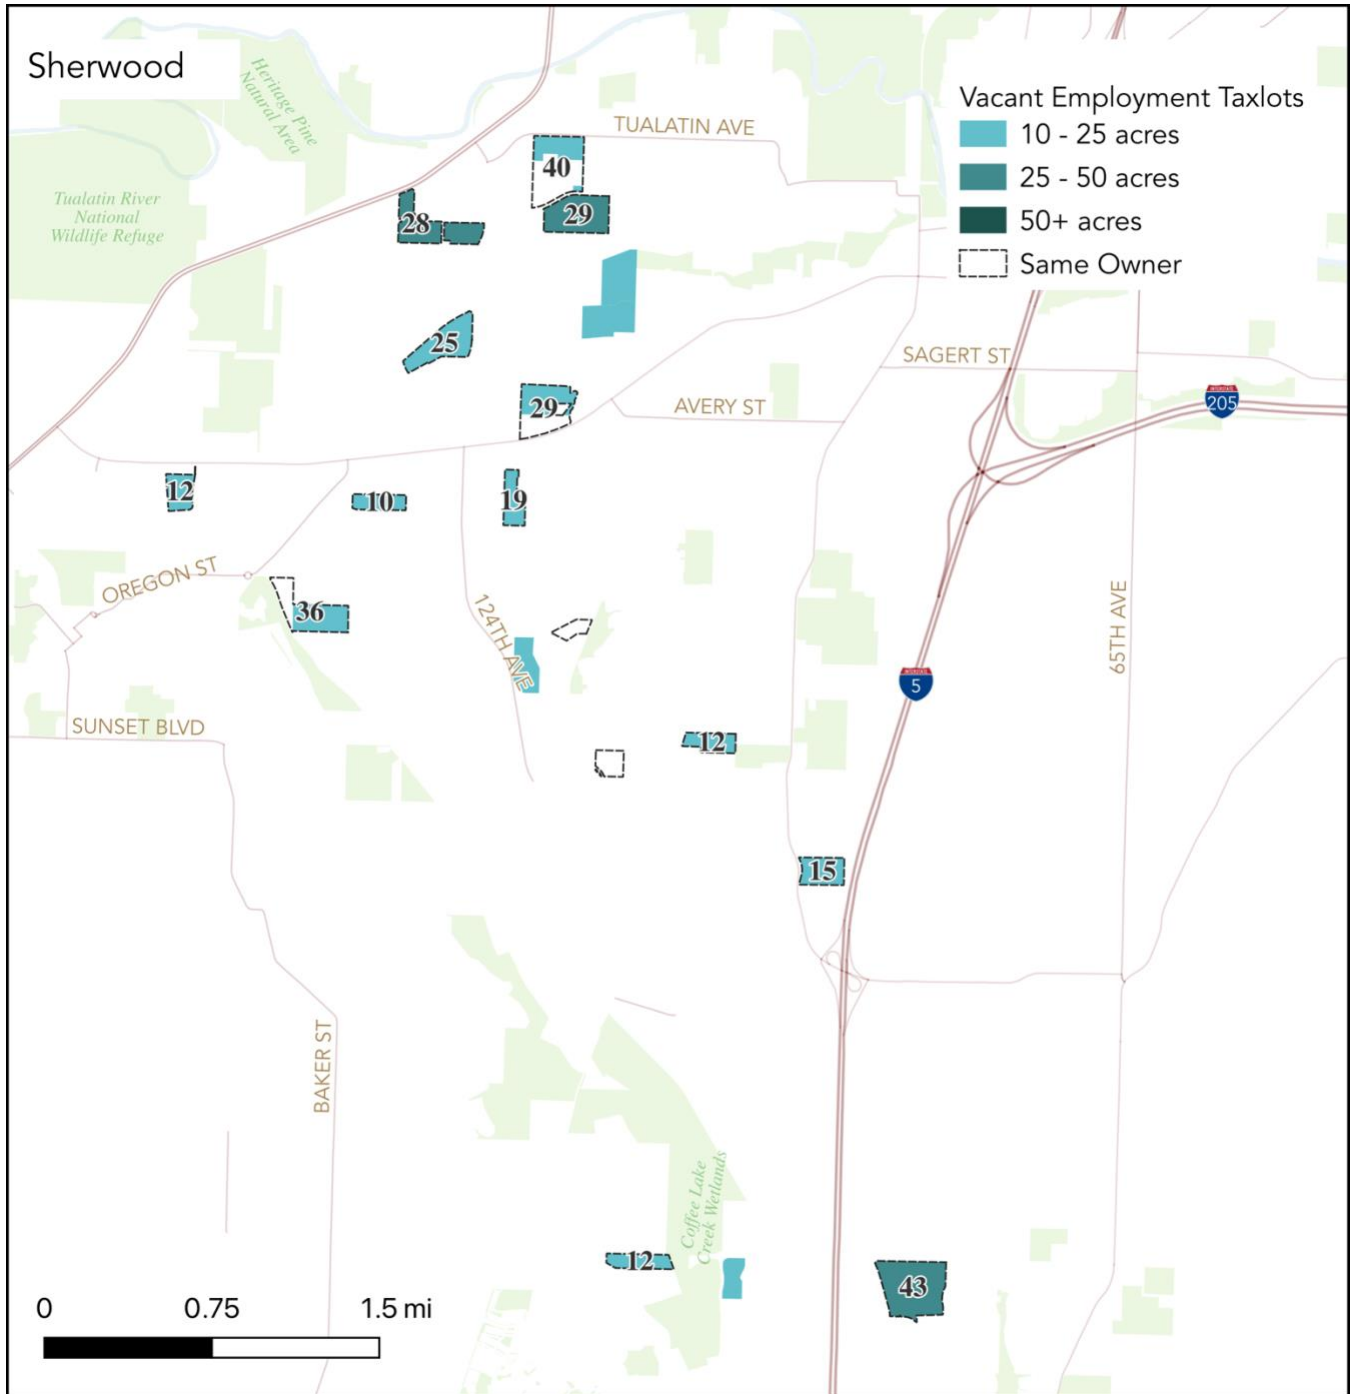 Sherwood
Heritage Pine
Natural Area
Vacant Employment Taxlots
10 - 25 acres
25 - 50 acres
50+ acres
Same Owner
TUALATIN AVE
40
Tualatin River
National
Wildlife Refuge
28
29
25
SAGERT ST
INTERSTATE
205
29
AVERY ST
12
10
19
OREGON ST
36
124TH AVE
65TH AVE
INTERSTATE
5
SUNSET BLVD
12
15
BAKER ST
Coffee Lake
Creek Wetlands
12
43
0 0.75 1.5 mi